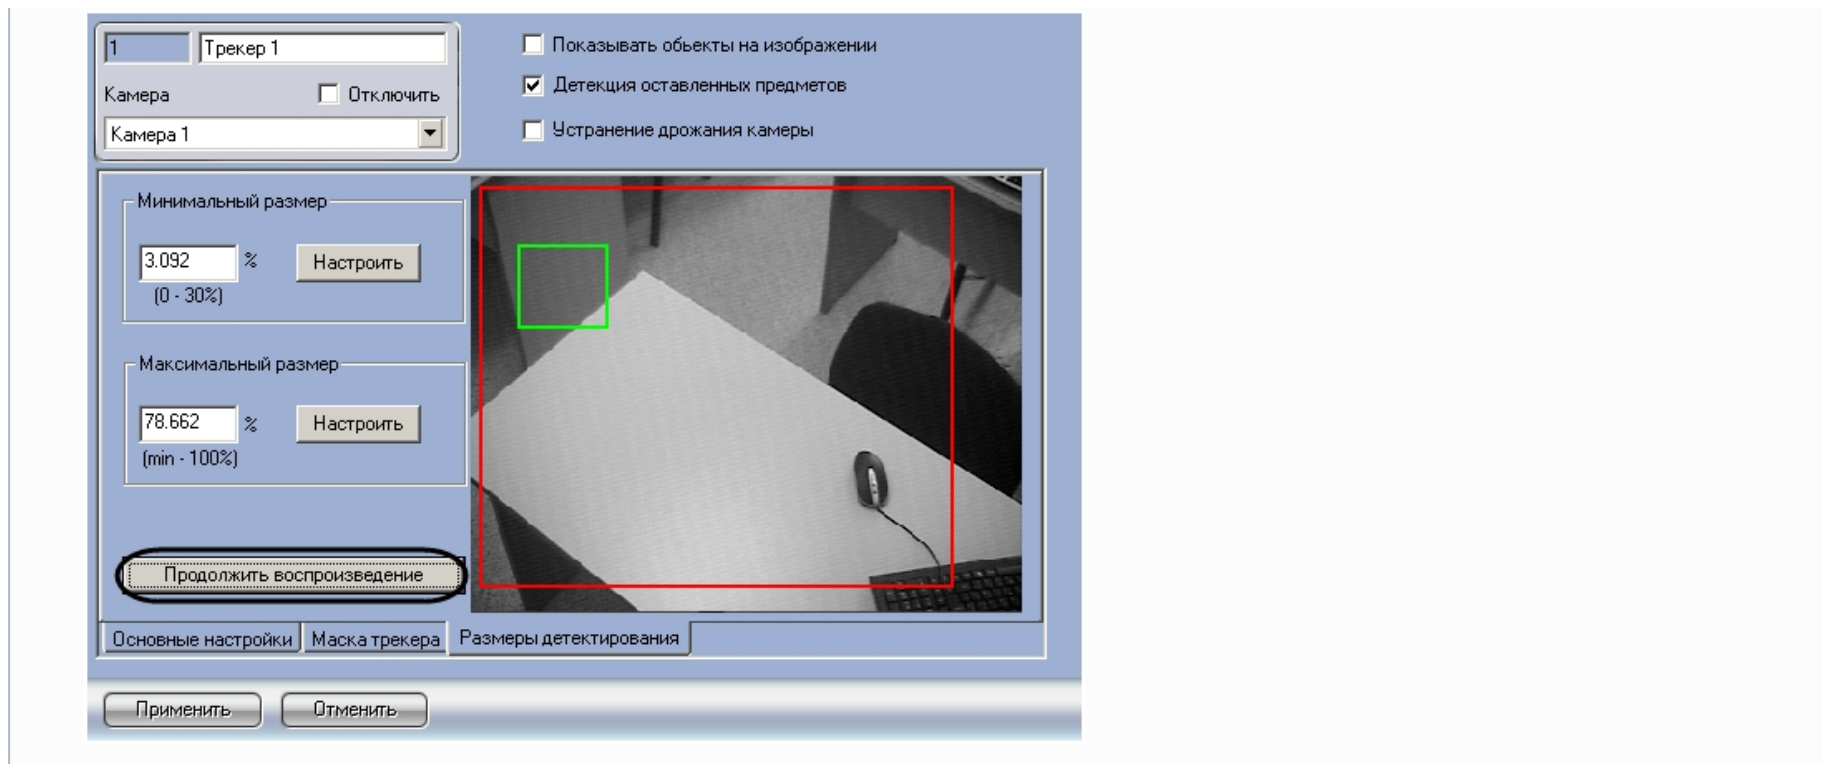 1
Трекер 1
Камера
Отключить
Камера 1
Показывать обьекты на изображении
Детекция оставленных предметов
Устранение дрожания камеры
Минимальный размер
3.092 % Настроить
(0 - 30%)
Максимальный размер
78.662 % Настроить
(min - 100%)
Продолжить воспроизведение
Основные настройки Маска трекера Размеры детектирования
Применить Отменить